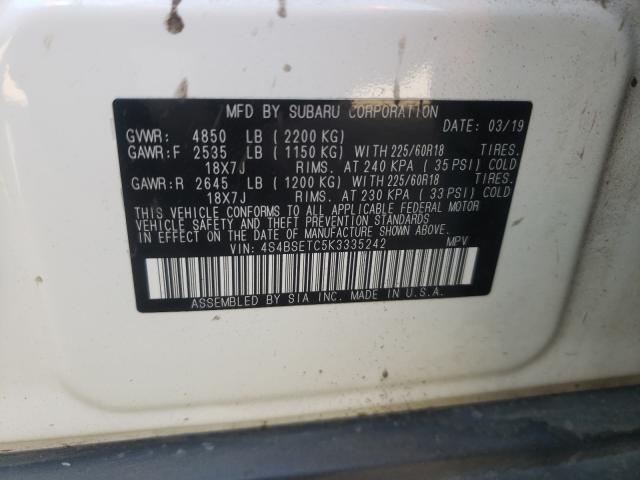 MFD BY SUBARU CORPORATION
GVWR: 4850 LB (2200 KG) DATE: 03/19
GAWR:F 2535 LB (1150 KG) WITH 225/60R18 TIRES.
18X7J RIMS. AT 240 KPA (35 PSI) COLD
GAWR:R 2645 LB (1200 KG) WITH 225/60R18 TIRES.
18X7J RIMS. AT 230 KPA (33 PSI) COLD
THIS VEHICLE CONFORMS TO ALL APPLICABLE FEDERAL MOTOR
VEHICLE SAFETY AND THEFT PREVENTION STANDARDS
IN EFFECT ON THE DATE OF MANUFACTURE SHOWN ABOVE.
VIN: 4S4BSETC5K3335242 MPV
ASSEMBLED BY SIA INC. MADE IN U.S.A.